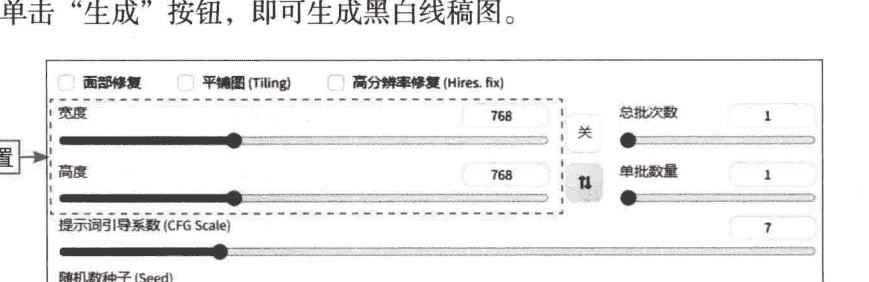 单击“生成”按钮，即可生成黑白线稿图。
面部修复 平铺图 (Tiling) 高分辨率修复 (Hires. fix)
宽度 768 关 总批次数 1
置
高度 768 单批数量 1
提示词引导系数 (CFG Scale) 7
随机数种子 (Seed)